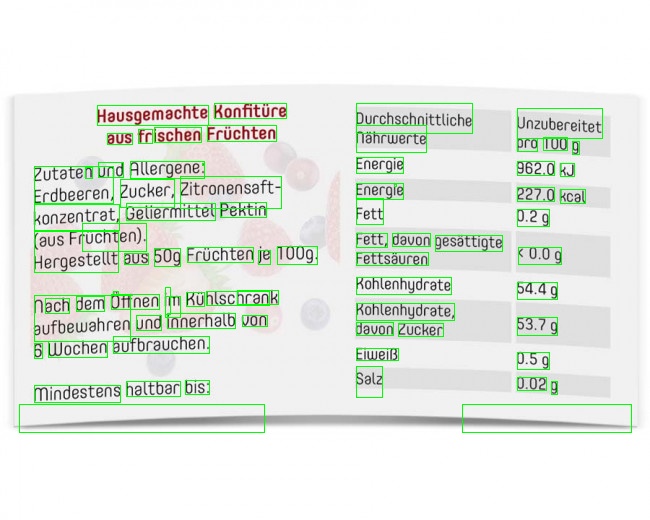 Hausgemachte Konfitüre
aus frischen Früchten
Zutaten und Allergene:
Erdbeeren, Zucker, Zitronensaft-
konzentrat, Geliermittel Pektin
(aus Früchten).
Hergestellt aus 50g Früchten je 100g.
Nach dem Öffnen im Kühlschrank
aufbewahren und innerhalb von
6 Wochen aufbrauchen.
Mindestens haltbar bis:
Durchschnittliche Nährwerte
Unzubereitet pro 100 g
Energie 962.0 kJ
Energie 227.0 kcal
Fett 0.2 g
Fett, davon gesättigte Fettsäuren < 0.0 g
Kohlenhydrate 54.4 g
Kohlenhydrate, davon Zucker 53.7 g
Eiweiß 0.5 g
Salz 0.02 g